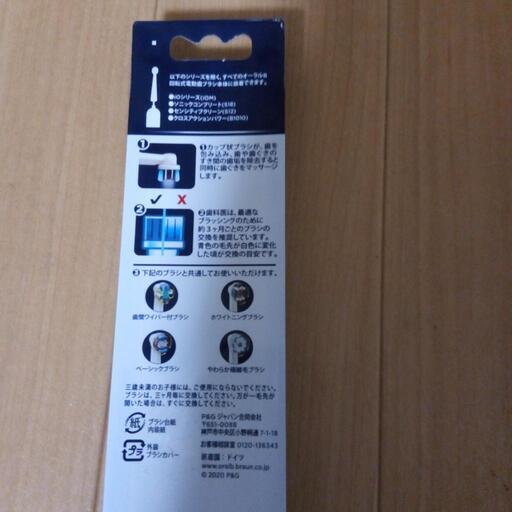 以下のシリーズを除く、すべてのオーラルB
回転式電動歯ブラシ本体に装着できます。
●iOシリーズ(iOM)
●ソニックコンプリート(S18)
●センシティブクリーン(S12)
●クロスアクションパワー(B1010)
①
①カップ状ブラシが、歯を
包み込み、歯や歯ぐきの
すき間の歯垢を除去すると
同時に歯ぐきをマッサージ
します。
✓ X
②
②歯科医は、最適な
ブラッシングのために
約3ヶ月ごとのブラシの
交換を推奨しています。
青色の毛先が白色に変化
した頃が交換の目安です。
③下記のブラシと共通してお使いいただけます。
歯間ワイパー付ブラシ
ホワイトニングブラシ
ベーシックブラシ
やわらか極細毛ブラシ
三歳未満のお子様には、ご使用にならないでください。
ブラシは、三ヶ月毎に交換してください。万が一毛先が
開いた場合は、すぐに交換してください。
紙
ブラシ台紙
内装紙
プラ
外装
ブラシカバー
P&G ジャパン合同会社
〒651-0088
神戸市中央区小野柄通 7-1-18
お客様相談室 0120-136343
原産国：ドイツ
www.oralb.braun.co.jp
© 2020 P&G